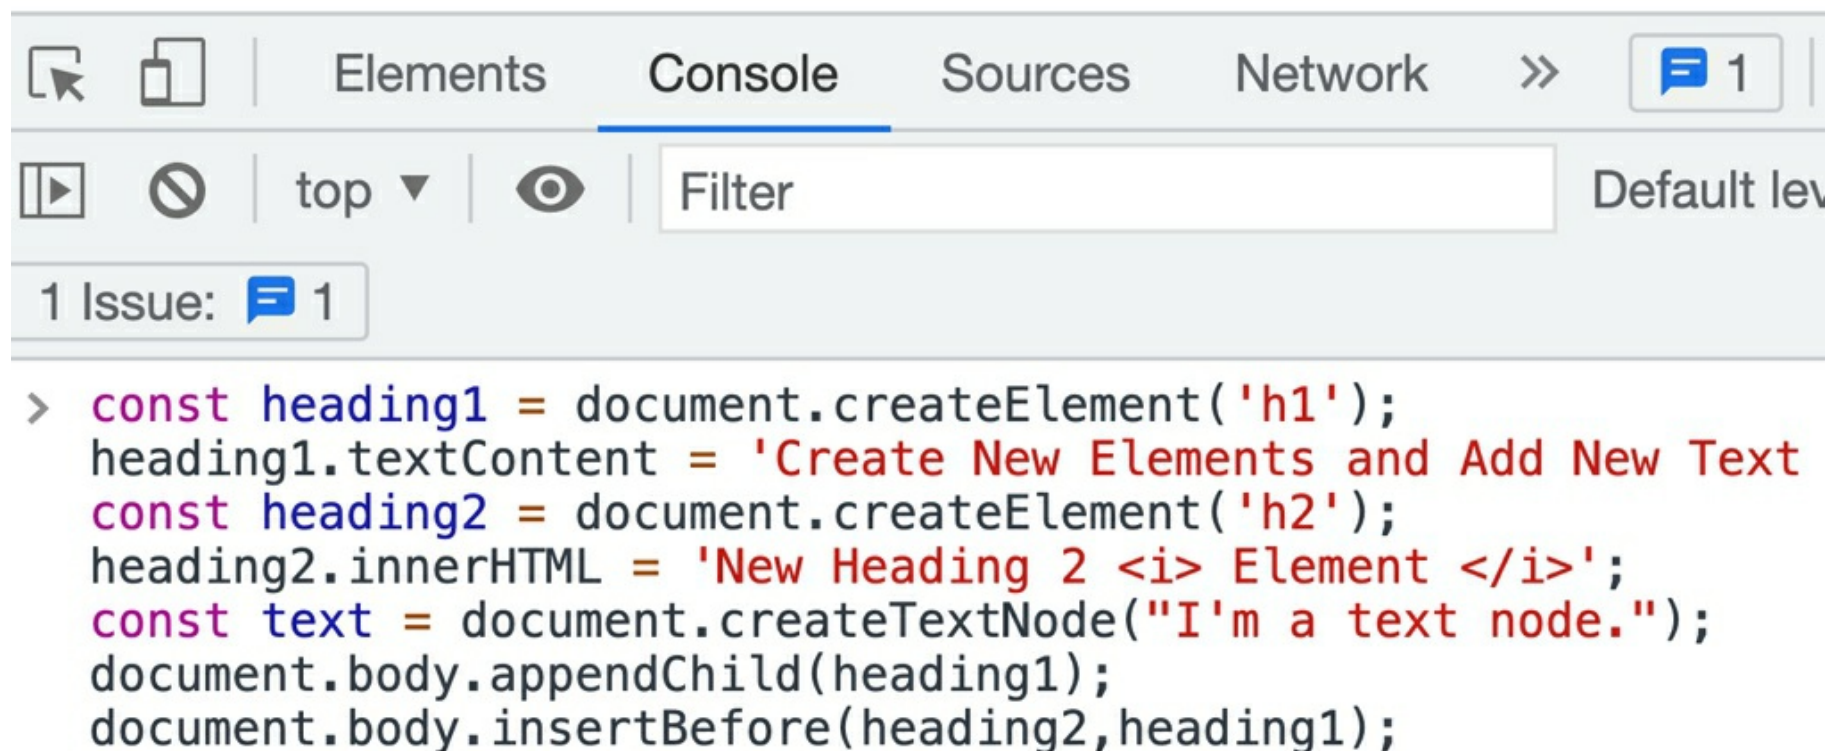 Elements Console Sources Network » 1
top ▼ Filter Default lev
1 Issue: 1
> const heading1 = document.createElement('h1');
heading1.textContent = 'Create New Elements and Add New Text
const heading2 = document.createElement('h2');
heading2.innerHTML = 'New Heading 2 <i> Element </i>';
const text = document.createTextNode("I'm a text node.");
document.body.appendChild(heading1);
document.body.insertBefore(heading2,heading1);